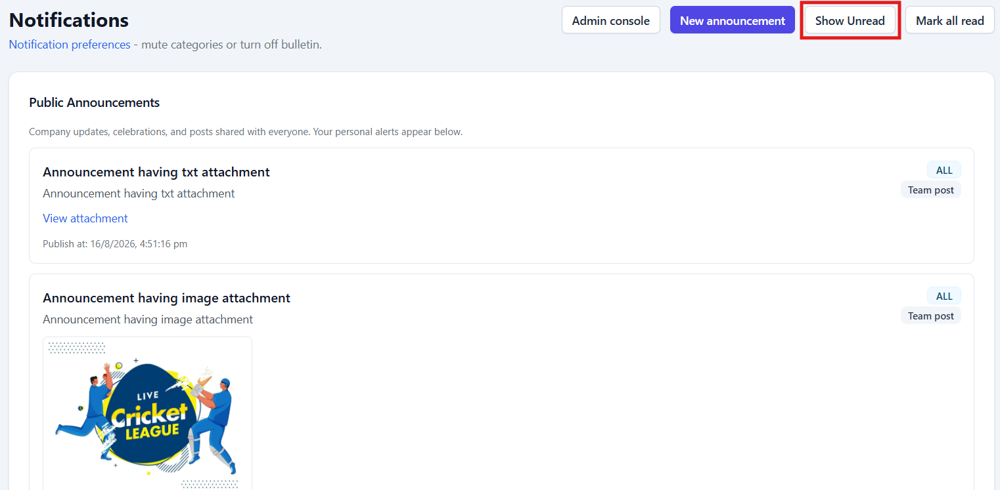 Notifications
Admin console
New announcement
Show Unread
Mark all read
Notification preferences - mute categories or turn off bulletin.
Public Announcements
Company updates, celebrations, and posts shared with everyone. Your personal alerts appear below.
Announcement having txt attachment
ALL
Announcement having txt attachment
Team post
View attachment
Publish at: 16/8/2026, 4:51:16 pm
Announcement having image attachment
ALL
Announcement having image attachment
Team post
LIVE
Cricket
LEAGUE